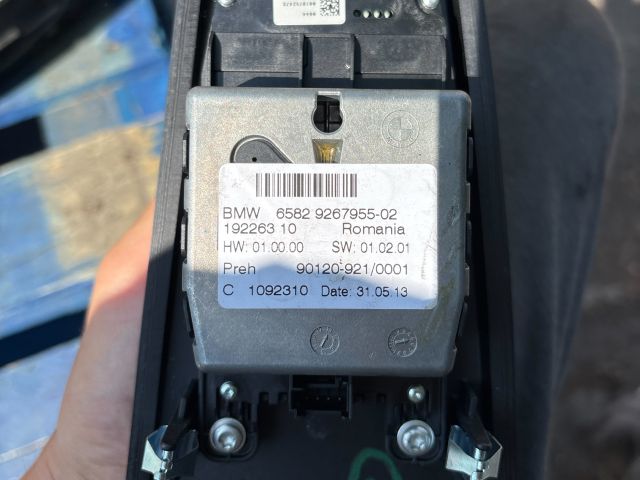 BMW 6582 9267955-02
192263 10 Romania
HW: 01.00.00 SW: 01.02.01
Preh 90120-921/0001
C 1092310 Date: 31.05.13